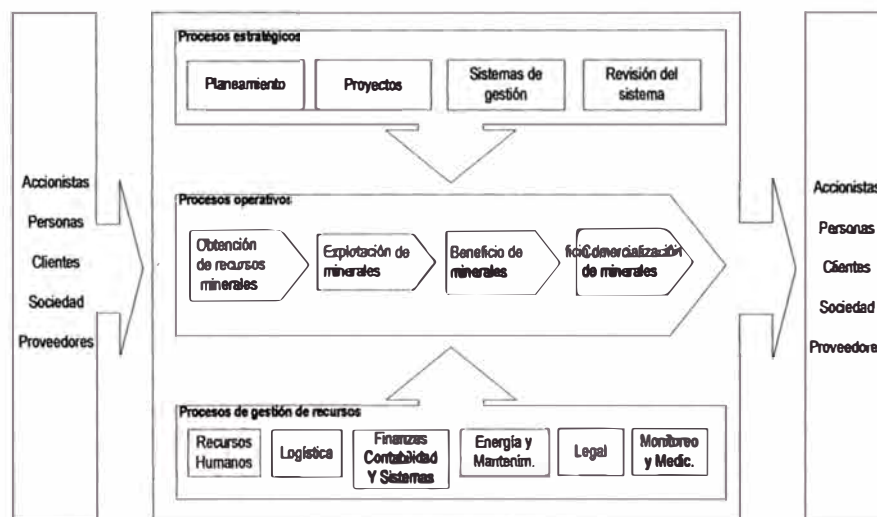 Procesos estratégicos
Planeamiento
Proyectos
Sistemas de
gestión
Revisión del
sistema
Accionistas
Personas
Clientes
Sociedad
Proveedores
Procesos operativos
Obtención
de recursos
minerales
Explotación de
minerales
Beneficio de
minerales
Comercialización
de minerales
Accionistas
Personas
Clientes
Sociedad
Proveedores
Procesos de gestión de recursos
Recursos
Humanos
Logística
Finanzas
Contabilidad
Y Sistemas
Energía y
Mantenim.
Legal
Monitoreo
y Medic.